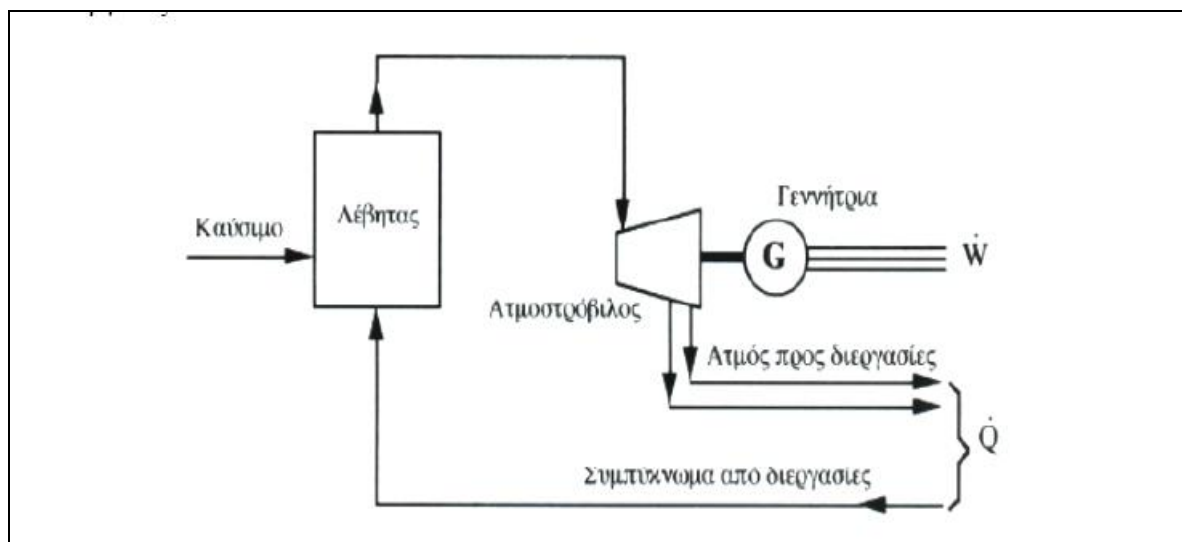 Λέβητας
Καύσιμο
Γεννήτρια
G
Ẇ
Ατμοστρόβιλος
Ατμός προς διεργασίες
Q̇
Συμπύκνωμα από διεργασίες